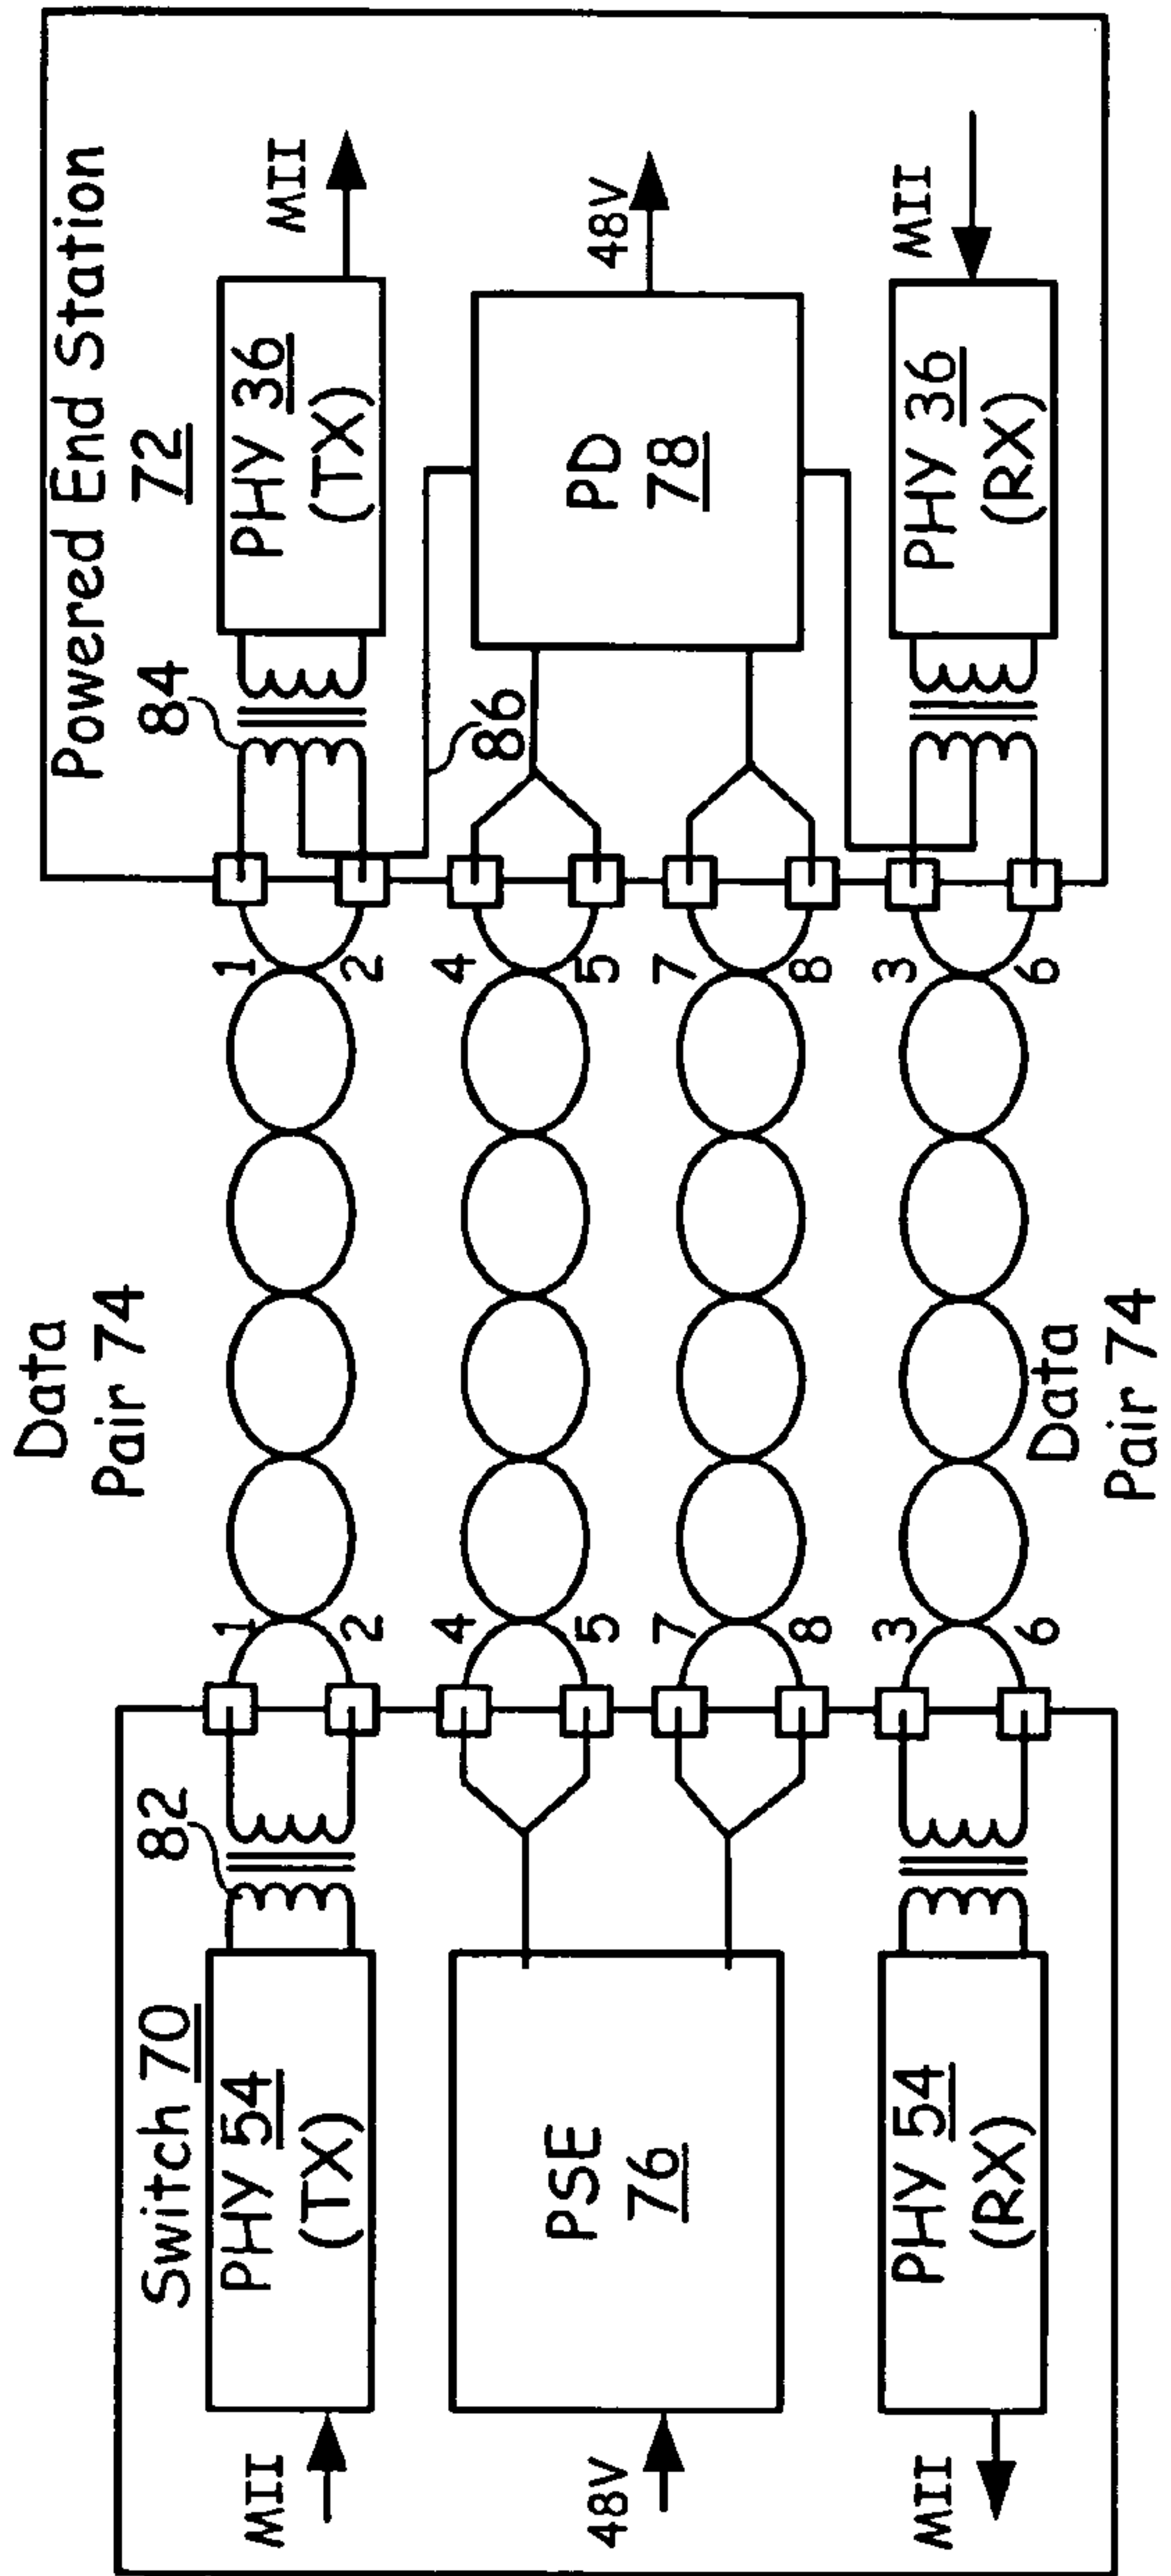 Data
Pair 74
Switch 70
PHY 54
(TX)
MII
82
1
2
1
2
84
Powered End Station
72
PHY 36
(TX)
MII
48V
PSE
76
4
5
7
8
4
5
7
8
86
PD
78
48V
MII
PHY 54
(RX)
3
6
3
6
PHY 36
(RX)
MII
Data
Pair 74